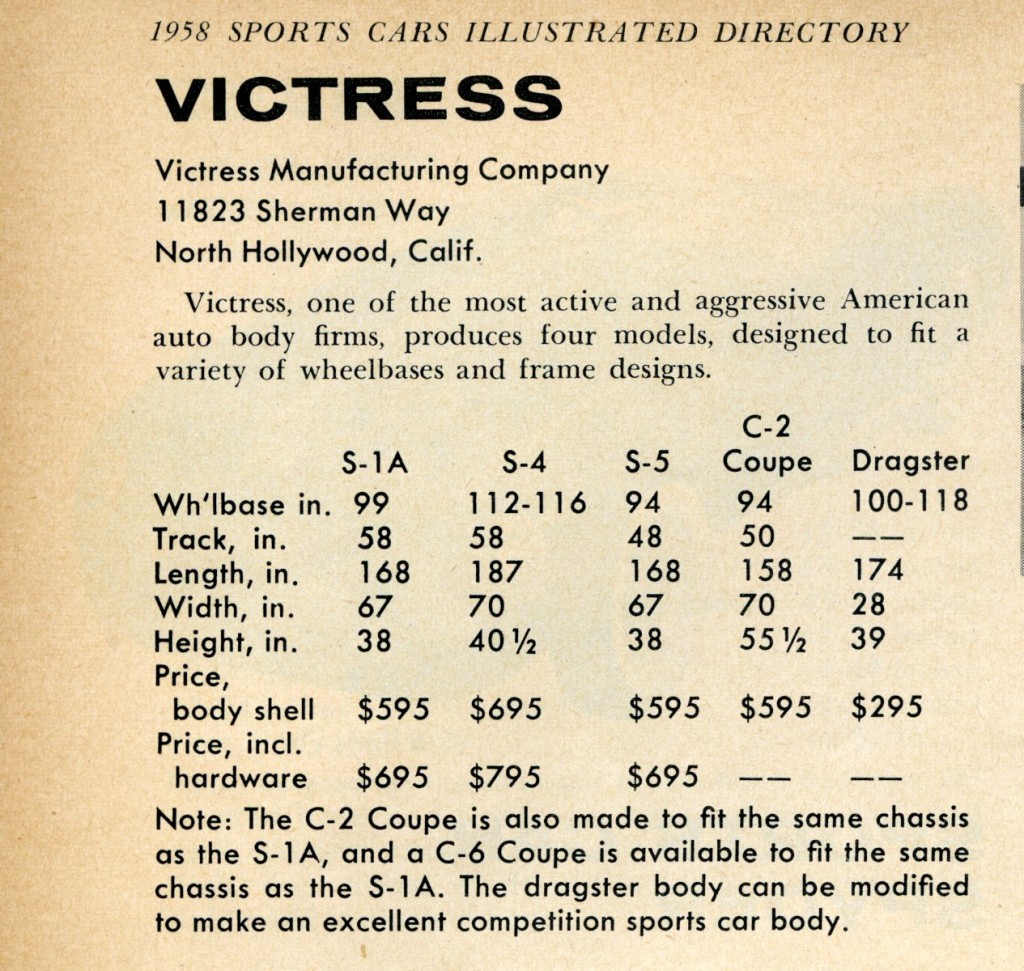 1958 SPORTS CARS ILLUSTRATED DIRECTORY
VICTRESS
Victress Manufacturing Company
11823 Sherman Way
North Hollywood, Calif.
Victress, one of the most active and aggressive American
auto body firms, produces four models, designed to fit a
variety of wheelbases and frame designs.
C-2
S-1A S-4 S-5 Coupe Dragster
Wh'lbase in. 99 112-116 94 94 100-118
Track, in. 58 58 48 50 ——
Length, in. 168 187 168 158 174
Width, in. 67 70 67 70 28
Height, in. 38 40½ 38 55½ 39
Price,
body shell $595 $695 $595 $595 $295
Price, incl.
hardware $695 $795 $695 —— ——
Note: The C-2 Coupe is also made to fit the same chassis
as the S-1A, and a C-6 Coupe is available to fit the same
chassis as the S-1A. The dragster body can be modified
to make an excellent competition sports car body.